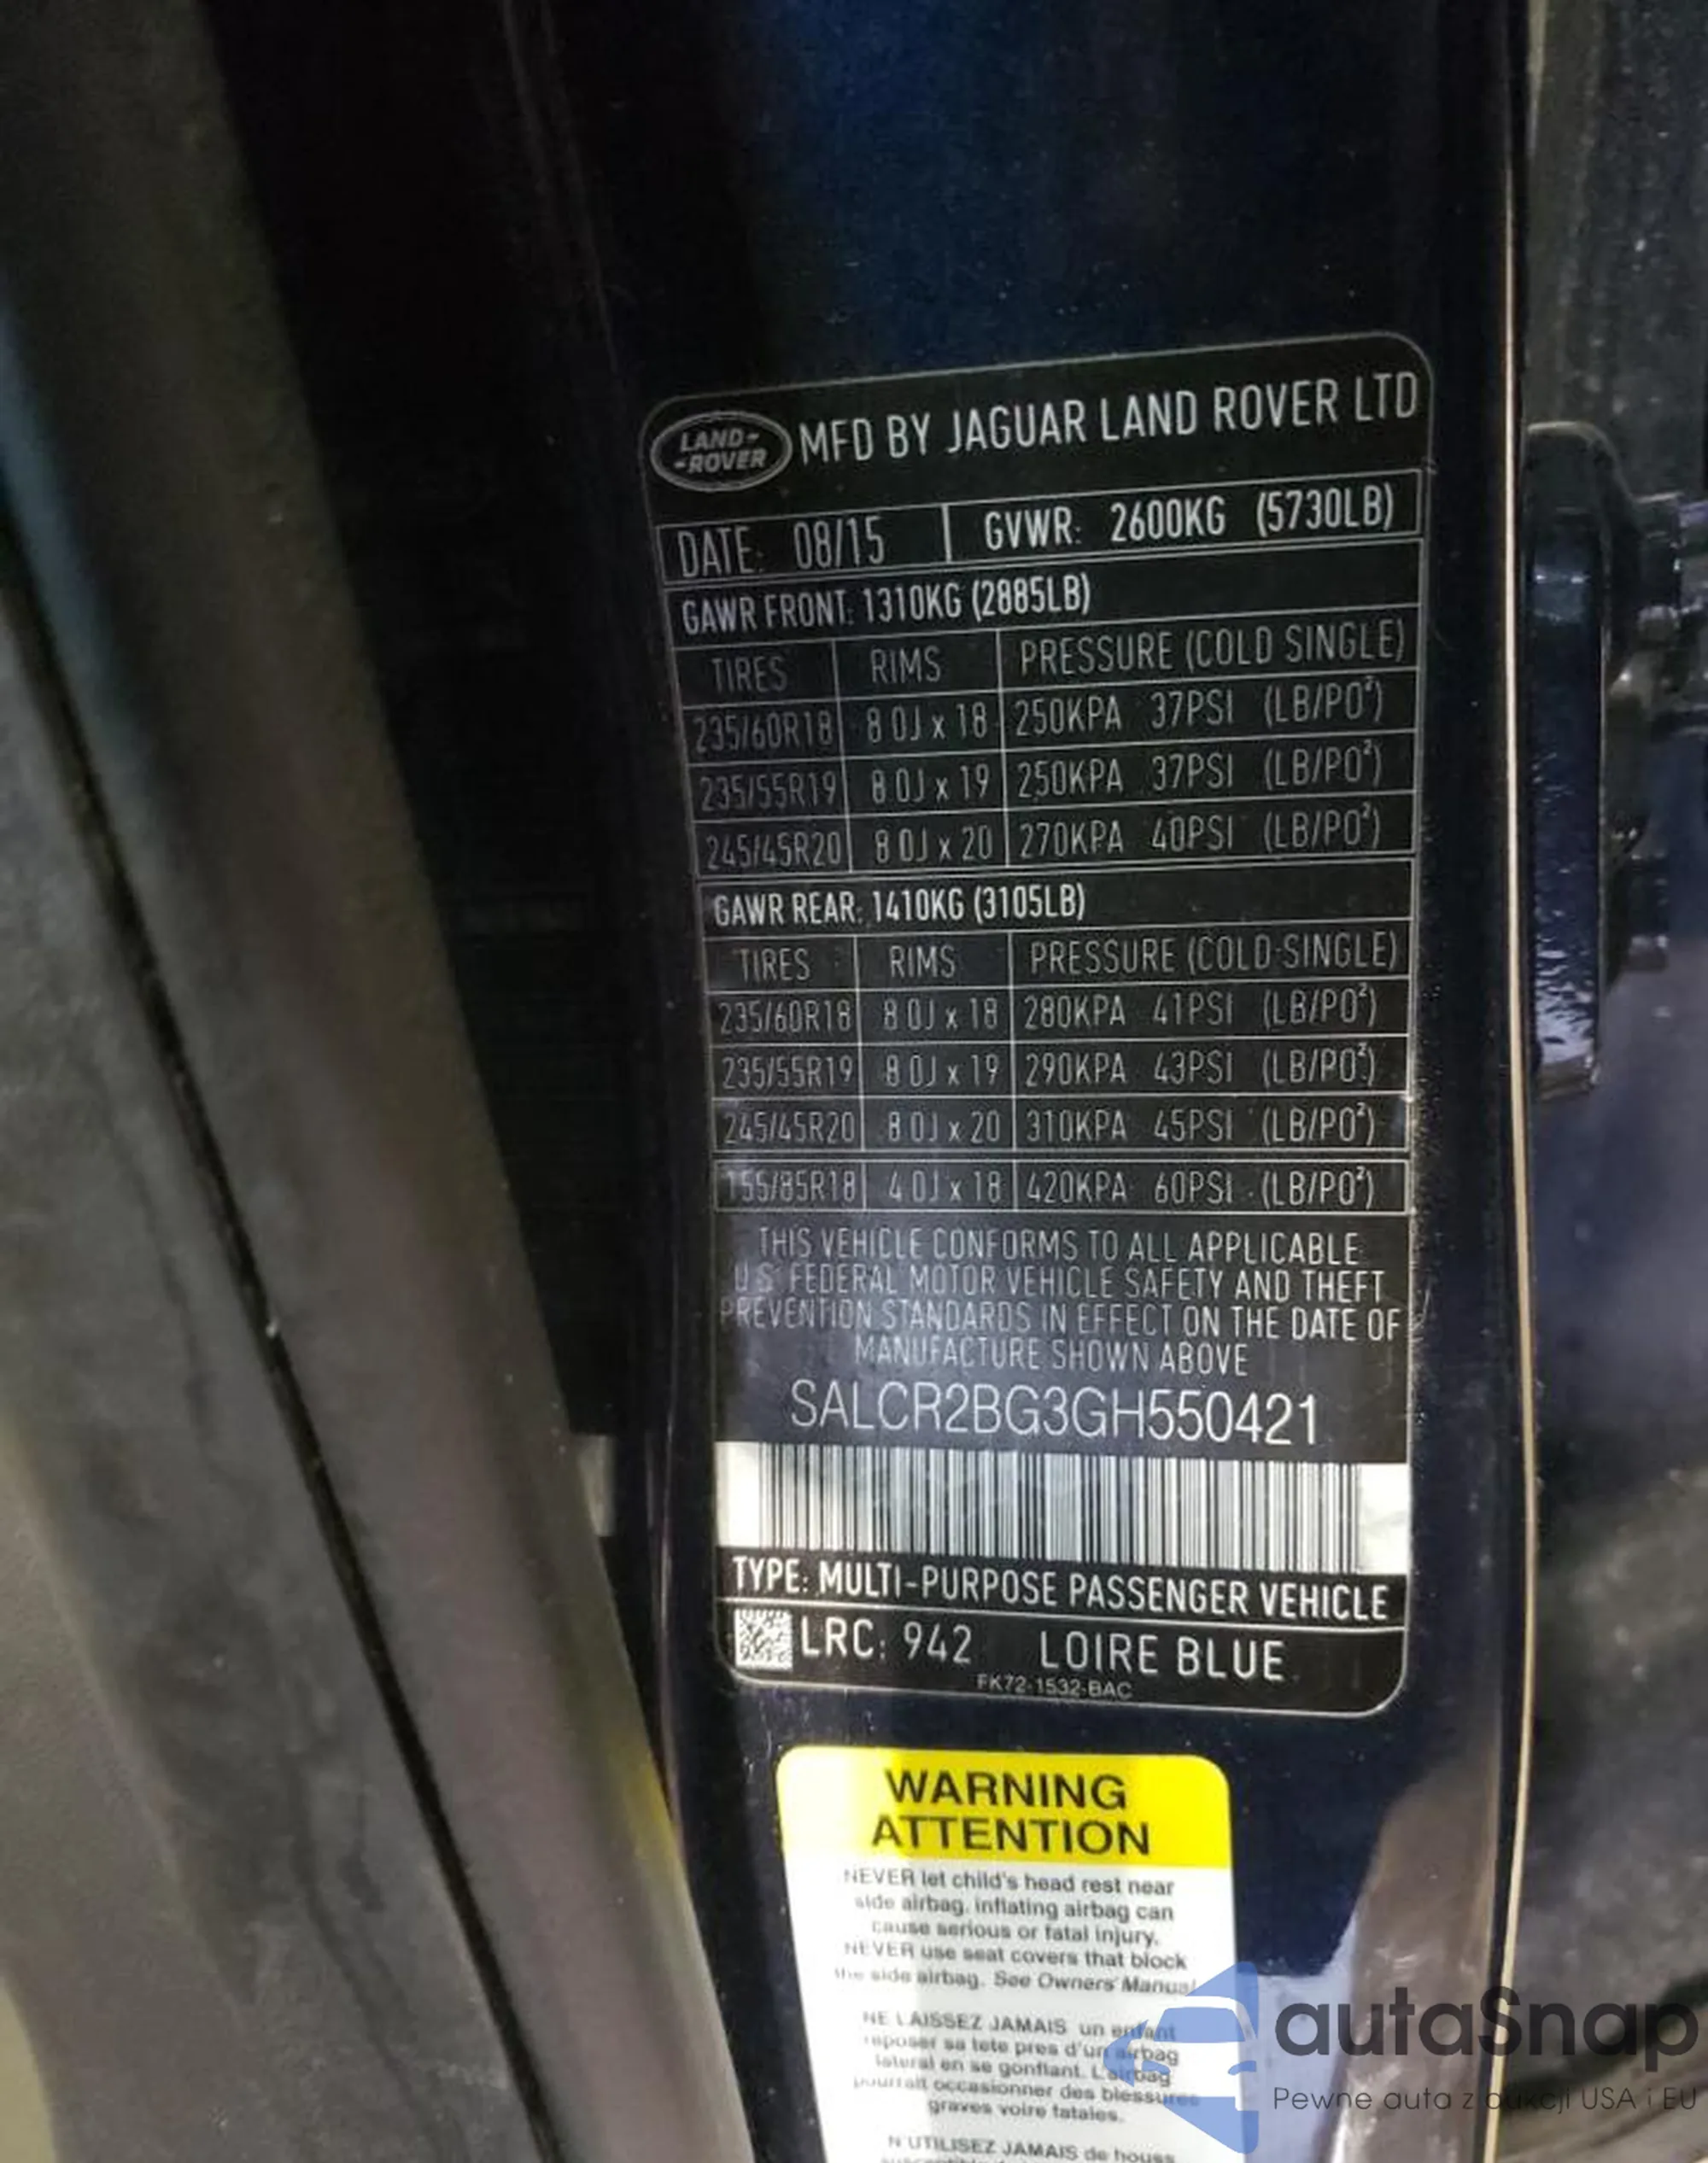 LAND-
-ROVER
MFD BY JAGUAR LAND ROVER LTD
DATE: 08/15 GVWR: 2600KG (5730LB)
GAWR FRONT: 1310KG (2885LB)
TIRES RIMS PRESSURE (COLD SINGLE)
235/60R18 8 0J x 18 250KPA 37PSI (LB/PO²)
235/55R19 8 0J x 19 250KPA 37PSI (LB/PO²)
245/45R20 8 0J x 20 270KPA 40PSI (LB/PO²)
GAWR REAR: 1410KG (3105LB)
TIRES RIMS PRESSURE (COLD-SINGLE)
235/60R18 8 0J x 18 280KPA 41PSI (LB/PO²)
235/55R19 8 0J x 19 290KPA 43PSI (LB/PO²)
245/45R20 8 0J x 20 310KPA 45PSI (LB/PO²)
155/85R18 4 0J x 18 420KPA 60PSI (LB/PO²)
THIS VEHICLE CONFORMS TO ALL APPLICABLE
U.S. FEDERAL MOTOR VEHICLE SAFETY AND THEFT
PREVENTION STANDARDS IN EFFECT ON THE DATE OF
MANUFACTURE SHOWN ABOVE
SALCR2BG3GH550421
TYPE: MULTI-PURPOSE PASSENGER VEHICLE
LRC: 942 LOIRE BLUE
FK72-1532-BAC
WARNING
ATTENTION
NEVER let child's head rest near
side airbag, inflating airbag can
cause serious or fatal injury.
NEVER use seat covers that block
the side airbag. See Owners' Manual
NE LAISSEZ JAMAIS un enfant
reposer sa tete pres d'un airbag
lateral en se gonflant. L'airbag
pourrait occasionner des blessures
graves voire fatales.
N'UTILISEZ JAMAIS de houss
autaSnap
Pewne auta z aukcji USA i EU